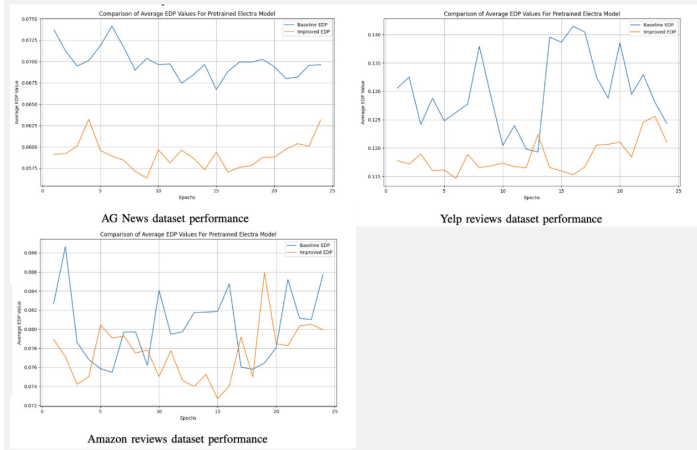 Comparison of Average EDP Values For Pretrained Electra Model
Baseline EDP
Improved EDP
Average EDP Value
0.0750
0.0725
0.0700
0.0675
0.0650
0.0625
0.0600
0.0575
0 5 10 15 20 25
Epochs
AG News dataset performance
Comparison of Average EDP Values For Pretrained Electra Model
Baseline EDP
Improved EDP
Average EDP Value
0.140
0.135
0.130
0.125
0.120
0.115
0 5 10 15 20 25
Epochs
Yelp reviews dataset performance
Comparison of Average EDP Values For Pretrained Electra Model
Baseline EDP
Improved EDP
Average EDP Value
0.088
0.086
0.084
0.082
0.080
0.078
0.076
0.074
0.072
0 5 10 15 20 25
Epochs
Amazon reviews dataset performance